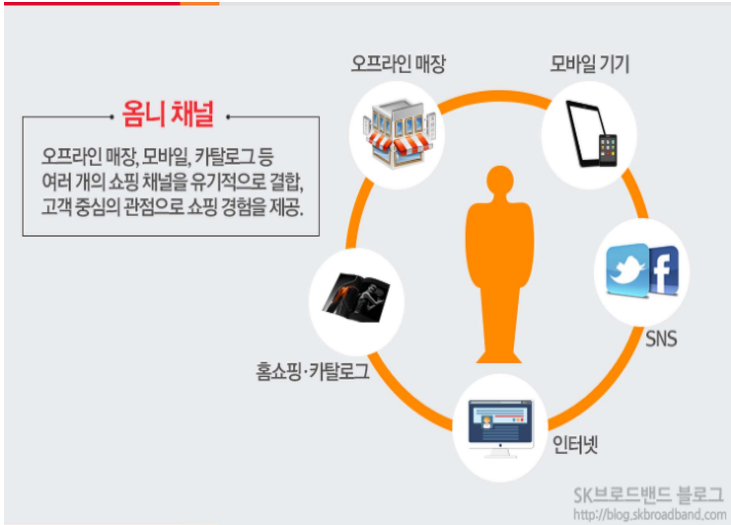 옴니 채널
오프라인 매장, 모바일, 카탈로그 등
여러 개의 쇼핑 채널을 유기적으로 결합,
고객 중심의 관점으로 쇼핑 경험을 제공.
오프라인 매장
모바일 기기
SNS
인터넷
홈쇼핑·카탈로그
SK브로드밴드 블로그
http://blog.skbroadband.com